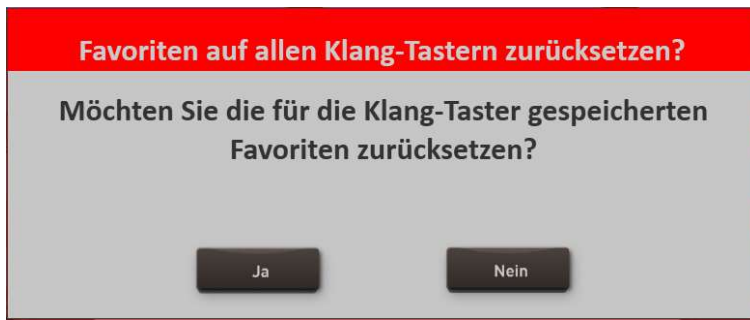 Favoriten auf allen Klang-Tastern zurücksetzen?
Möchten Sie die für die Klang-Taster gespeicherten
Favoriten zurücksetzen?
Ja
Nein